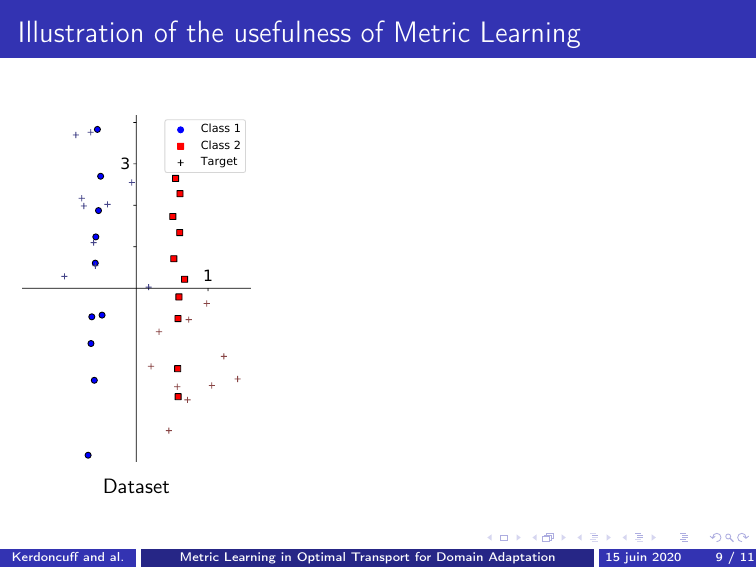 Illustration of the usefulness of Metric Learning
Class 1
Class 2
Target
3
1
Dataset
Kerdoncuff and al.
Metric Learning in Optimal Transport for Domain Adaptation
15 juin 2020
9 / 11